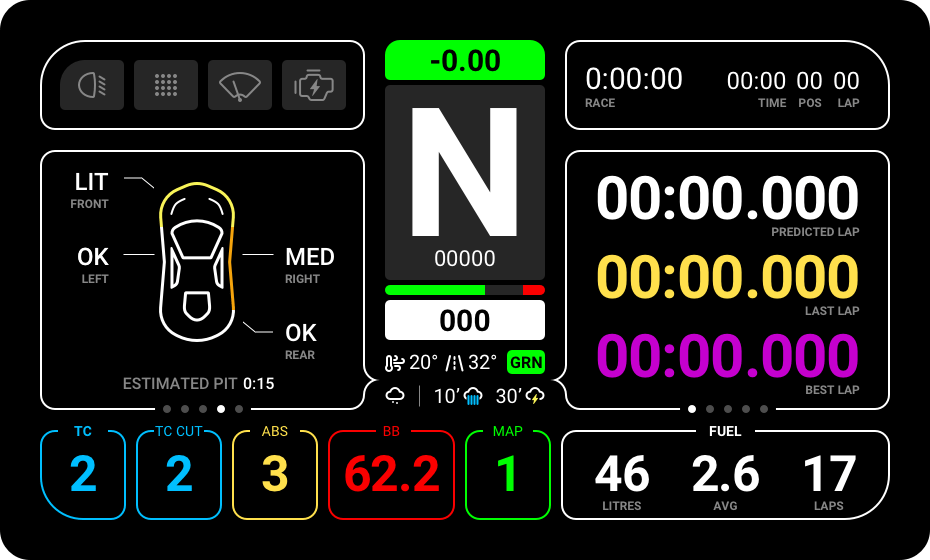 -0.00
0:00:00
RACE
00:00 00 00
TIME POS LAP
N
00000
000
20° 32° GRN
10’ 30’
LIT
FRONT
OK
LEFT
MED
RIGHT
OK
REAR
ESTIMATED PIT 0:15
00:00.000
PREDICTED LAP
00:00.000
LAST LAP
00:00.000
BEST LAP
TC
2
TC CUT
2
ABS
3
BB
62.2
MAP
1
FUEL
46 2.6 17
LITRES AVG LAPS